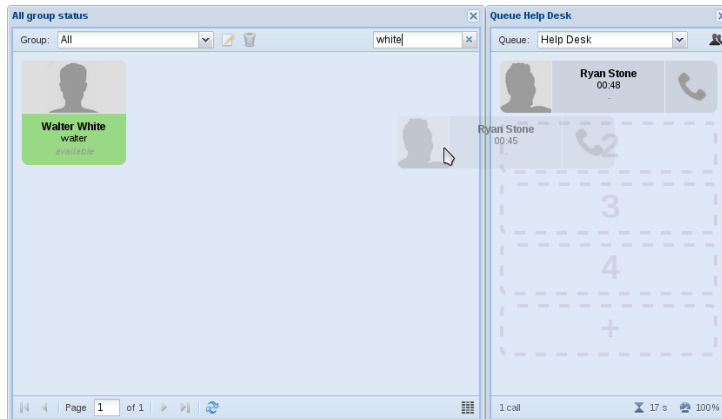 All group status
Group: All
white
Walter White
walter
available
Page 1 of 1
Queue Help Desk
Queue: Help Desk
Ryan Stone
00:48
-
Ryan Stone
00:45
2
3
4
+
1 call
17 s
100%